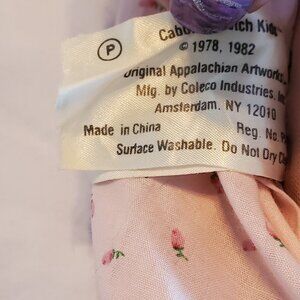 P
© 1978, 1982
Original Appalachian Artworks
Mfg. by Coleco Industries, Inc
Amsterdam, NY 12010
Made in China Reg. No.
Surface Washable. Do Not Dry